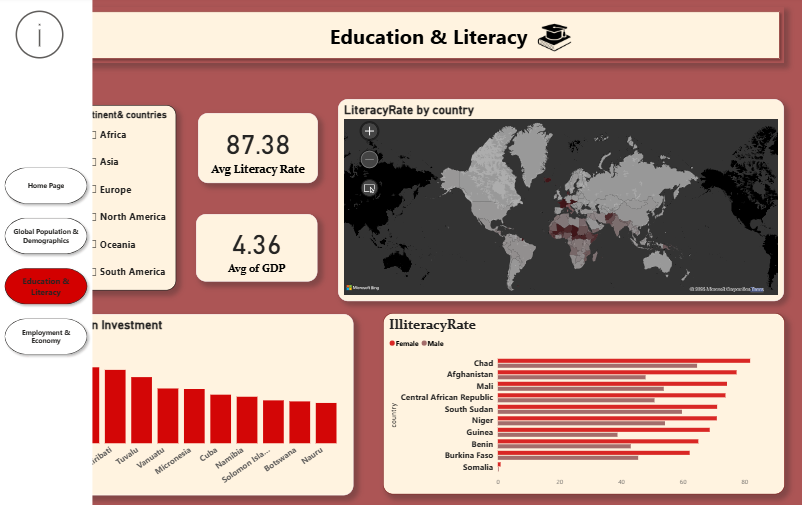 Education & Literacy
Home Page
Global Population &
Demographics
Education &
Literacy
Employment &
Economy
tinent& countries
Africa
Asia
Europe
North America
Oceania
South America
87.38
Avg Literacy Rate
4.36
Avg of GDP
LiteracyRate by country
Microsoft Bing
Microsoft Corporation Terms
n Investment
iribati
Tuvalu
Vanuatu
Micronesia
Cuba
Namibia
Solomon Isla...
Botswana
Nauru
IlliteracyRate
Female Male
country
Chad
Afghanistan
Mali
Central African Republic
South Sudan
Niger
Guinea
Benin
Burkina Faso
Somalia
0 20 40 60 80